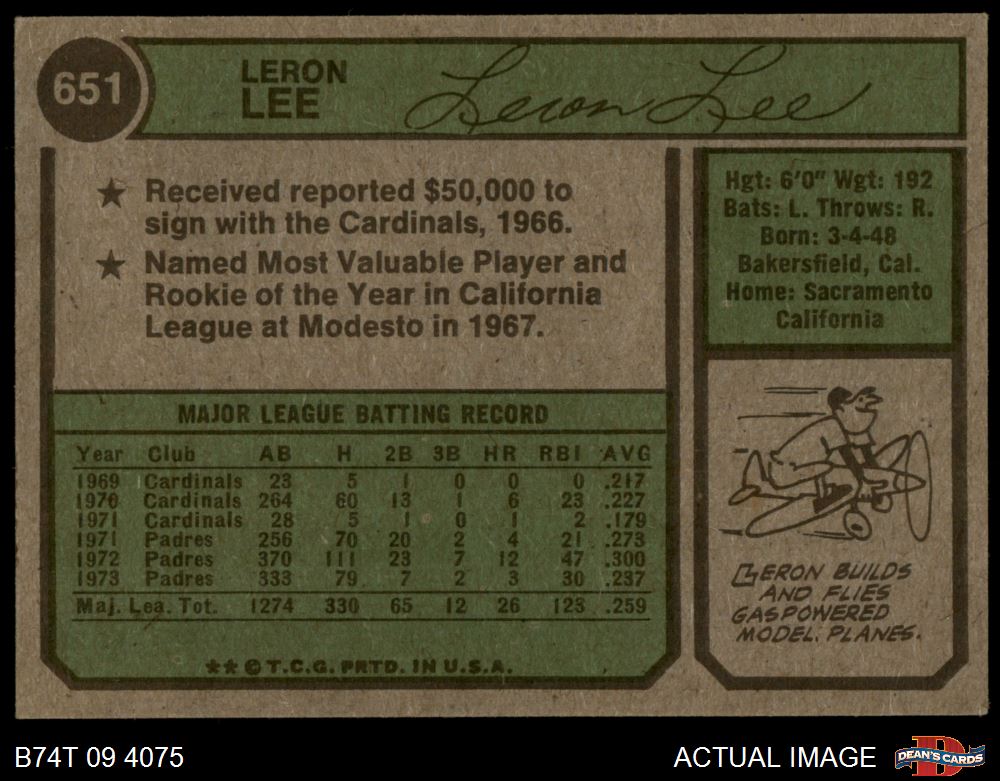 651
LERON
LEE
Leron Lee
★ Received reported $50,000 to
sign with the Cardinals, 1966.
★ Named Most Valuable Player and
Rookie of the Year in California
League at Modesto in 1967.
Hgt: 6'0" Wgt: 192
Bats: L. Throws: R.
Born: 3-4-48
Bakersfield, Cal.
Home: Sacramento
California
MAJOR LEAGUE BATTING RECORD
Year Club AB H 2B 3B HR RBI AVG
1969 Cardinals 23 5 1 0 0 0 .217
1970 Cardinals 264 60 13 1 6 23 .227
1971 Cardinals 28 5 1 0 1 2 .179
1971 Padres 256 70 20 2 4 21 .273
1972 Padres 370 111 23 7 12 47 .300
1973 Padres 333 79 7 2 3 30 .237
Maj. Lea. Tot. 1274 330 65 12 26 123 .259
★★ © T.C.G. PRTD. IN U.S.A.
LERON BUILDS
AND FLIES
GASPOWERED
MODEL. PLANES.
B74T 09 4075
ACTUAL IMAGE
D
DEAN'S CARDS